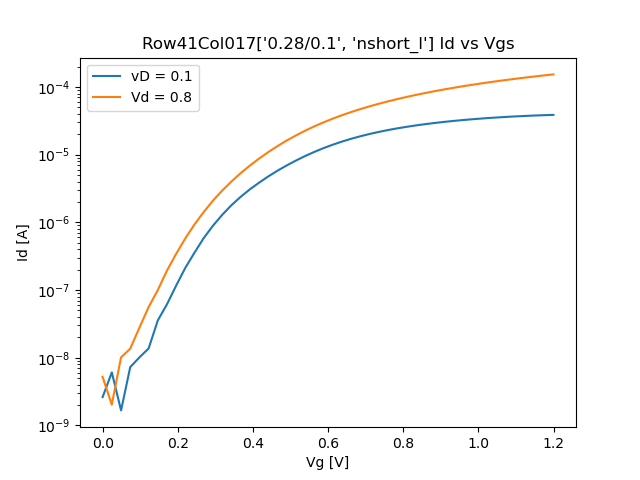 Row41Col017['0.28/0.1', 'nshort_l'] Id vs Vgs
vD = 0.1
Vd = 0.8
Id [A]
10⁻⁴
10⁻⁵
10⁻⁶
10⁻⁷
10⁻⁸
10⁻⁹
0.0 0.2 0.4 0.6 0.8 1.0 1.2
Vg [V]